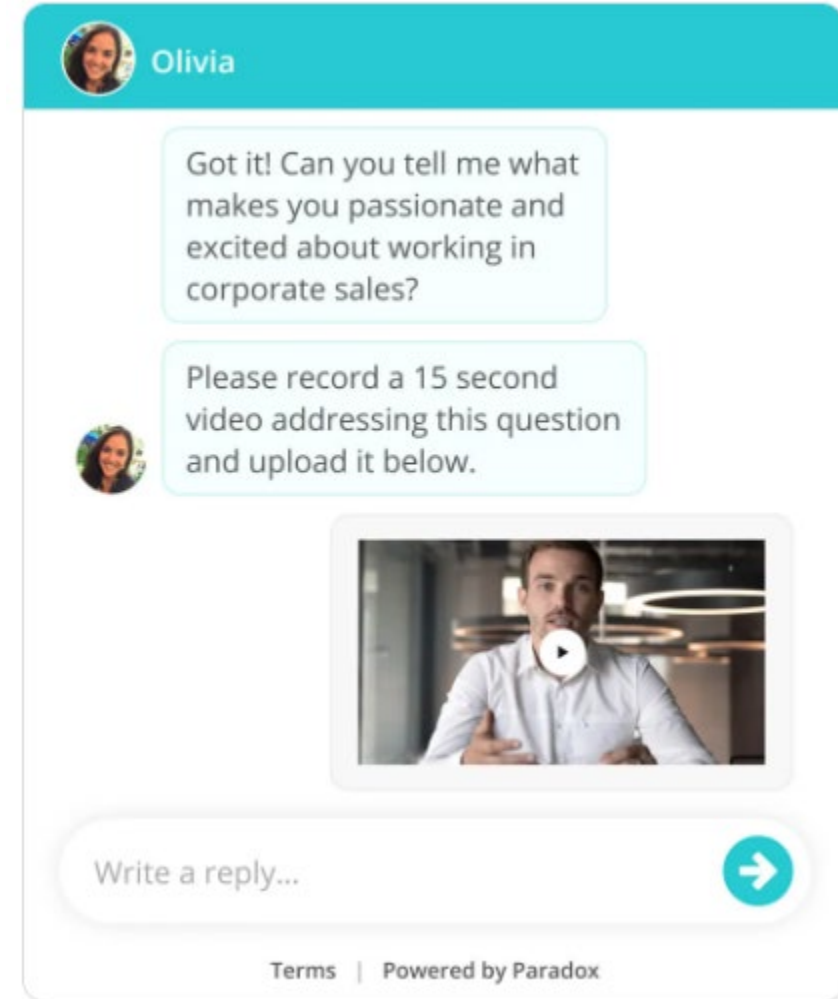 Olivia
Got it! Can you tell me what
makes you passionate and
excited about working in
corporate sales?
Please record a 15 second
video addressing this question
and upload it below.
Write a reply...
Terms | Powered by Paradox